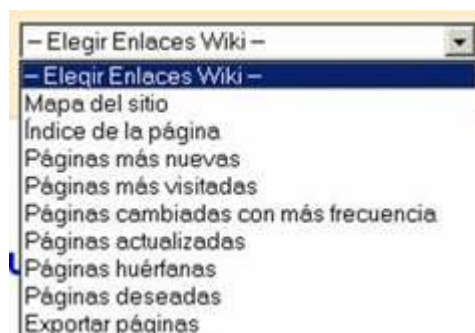 – Elegir Enlaces Wiki –
– Elegir Enlaces Wiki –
Mapa del sitio
Índice de la página
Páginas más nuevas
Páginas más visitadas
Páginas cambiadas con más frecuencia
Páginas actualizadas
Páginas huérfanas
Páginas deseadas
Exportar páginas